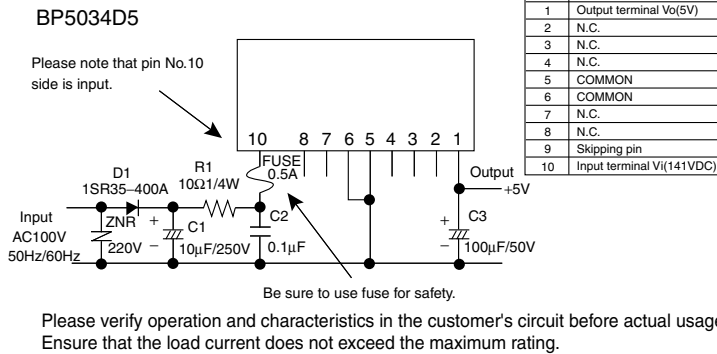 BP5034D5
1 Output terminal Vo(5V)
2 N.C.
3 N.C.
4 N.C.
5 COMMON
6 COMMON
7 N.C.
8 N.C.
9 Skipping pin
10 Input terminal Vi(141VDC)
Please note that pin No.10
side is input.
10 8 7 6 5 4 3 2 1
FUSE
0.5A
D1
1SR35–400A
R1
10Ω1/4W
Output
+5V
Input
AC100V
50Hz/60Hz
ZNR
220V
+
–
C1
10µF/250V
C2
0.1µF
+
–
C3
100µF/50V
Be sure to use fuse for safety.
Please verify operation and characteristics in the customer's circuit before actual usage
Ensure that the load current does not exceed the maximum rating.